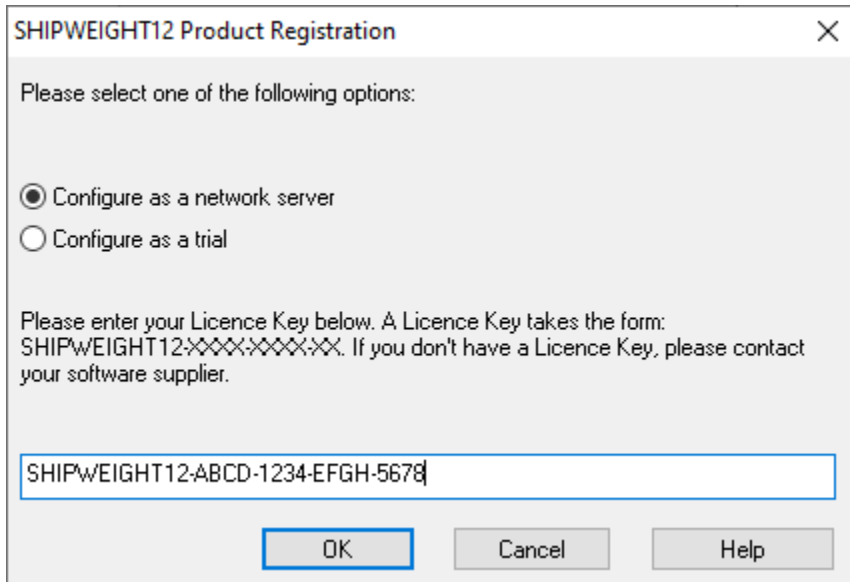 SHIPWEIGHT12 Product Registration
Please select one of the following options:
Configure as a network server
Configure as a trial
Please enter your Licence Key below. A Licence Key takes the form:
SHIPWEIGHT12-XXXX-XXXX-XX. If you don't have a Licence Key, please contact
your software supplier.
SHIPWEIGHT12-ABCD-1234-EFGH-5678
OK Cancel Help